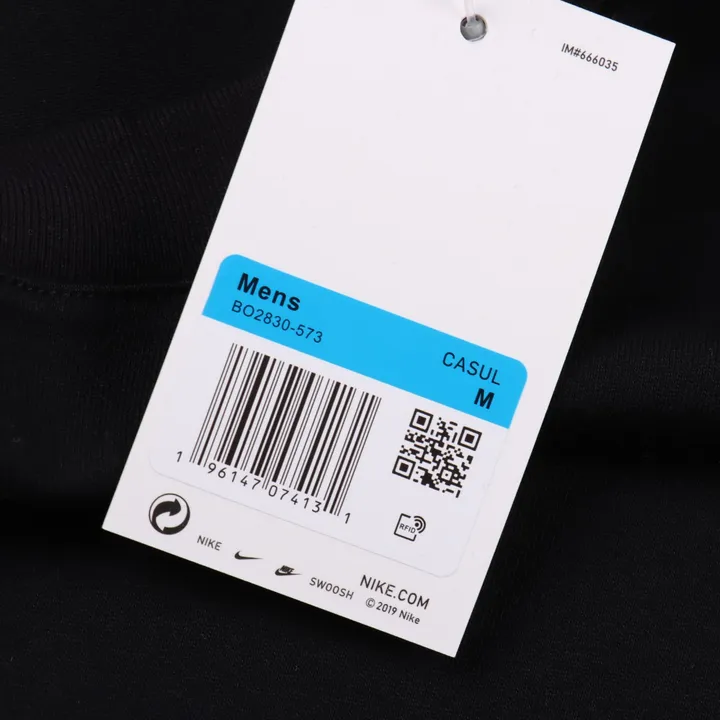 IM#666035
Mens
BO2830-573
CASUL
M
1 96147 07413 1
RFID
NIKE
SWOOSH
NIKE.COM
© 2019 Nike